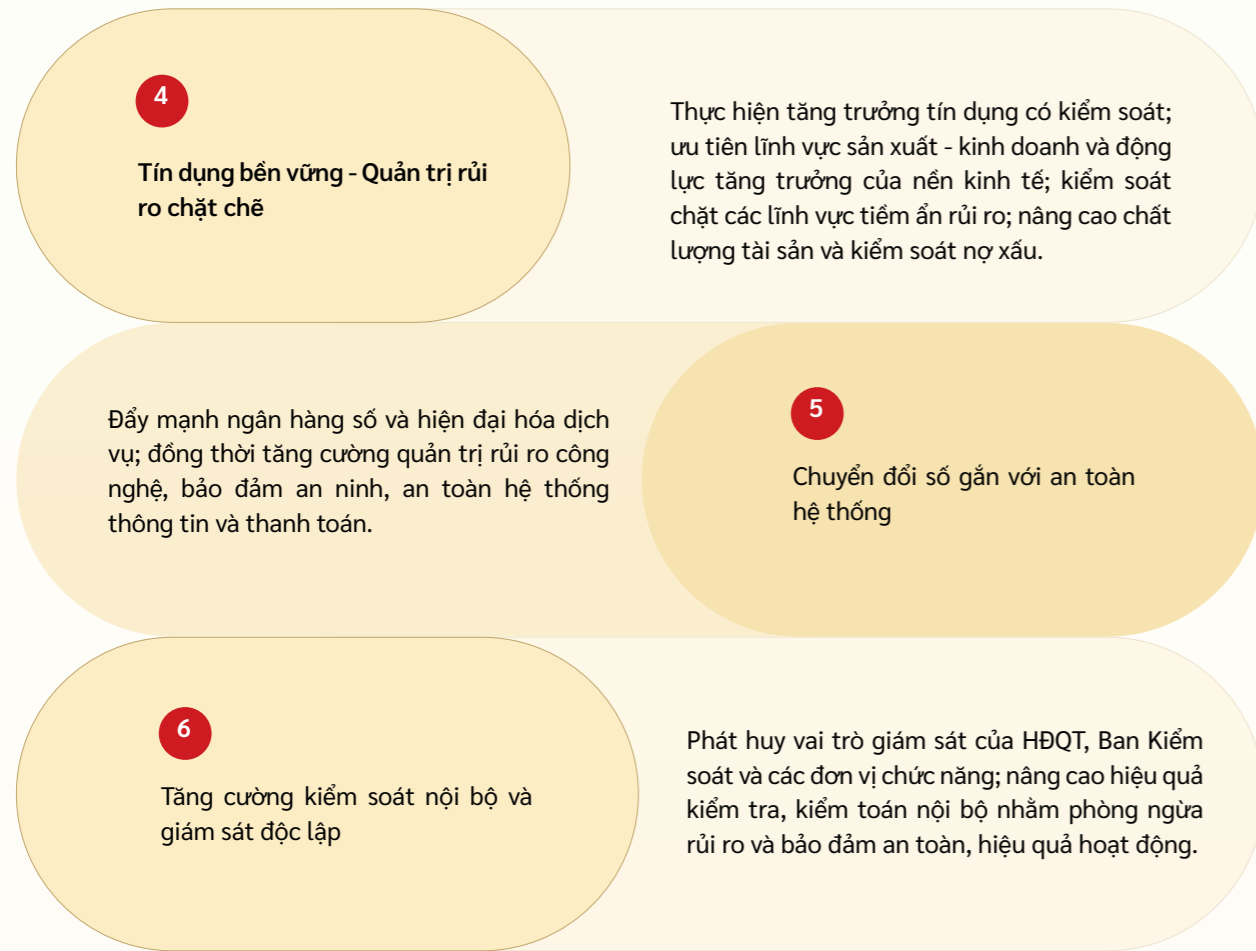 4
Tín dụng bền vững - Quản trị rủi
ro chặt chẽ
Thực hiện tăng trưởng tín dụng có kiểm soát;
ưu tiên lĩnh vực sản xuất - kinh doanh và động
lực tăng trưởng của nền kinh tế; kiểm soát
chặt các lĩnh vực tiềm ẩn rủi ro; nâng cao chất
lượng tài sản và kiểm soát nợ xấu.
5
Chuyển đổi số gắn với an toàn
hệ thống
Đẩy mạnh ngân hàng số và hiện đại hóa dịch
vụ; đồng thời tăng cường quản trị rủi ro công
nghệ, bảo đảm an ninh, an toàn hệ thống
thông tin và thanh toán.
6
Tăng cường kiểm soát nội bộ và
giám sát độc lập
Phát huy vai trò giám sát của HĐQT, Ban Kiểm
soát và các đơn vị chức năng; nâng cao hiệu quả
kiểm tra, kiểm toán nội bộ nhằm phòng ngừa
rủi ro và bảo đảm an toàn, hiệu quả hoạt động.